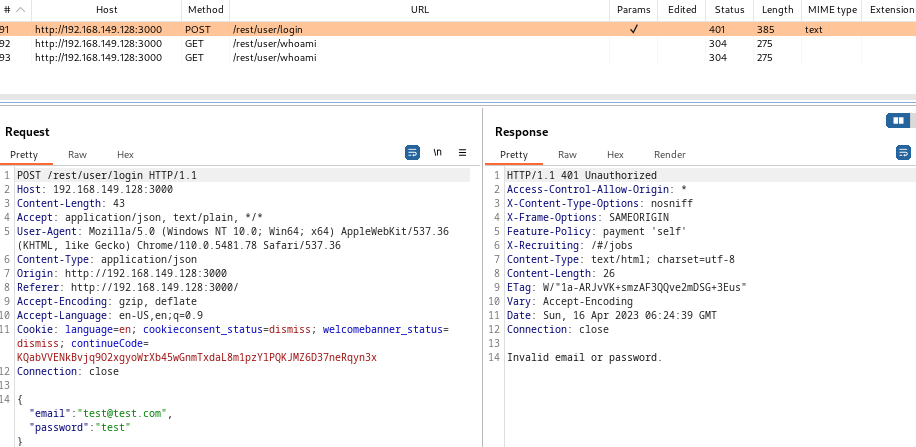 # Host Method URL Params Edited Status Length MIME type Extension
91 http://192.168.149.128:3000 POST /rest/user/login ✓ 401 385 text
92 http://192.168.149.128:3000 GET /rest/user/whoami 304 275
93 http://192.168.149.128:3000 GET /rest/user/whoami 304 275
Request
Pretty Raw Hex \n
1 POST /rest/user/login HTTP/1.1
2 Host: 192.168.149.128:3000
3 Content-Length: 43
4 Accept: application/json, text/plain, */*
5 User-Agent: Mozilla/5.0 (Windows NT 10.0; Win64; x64) AppleWebKit/537.36
(KHTML, like Gecko) Chrome/110.0.5481.78 Safari/537.36
6 Content-Type: application/json
7 Origin: http://192.168.149.128:3000
8 Referer: http://192.168.149.128:3000/
9 Accept-Encoding: gzip, deflate
10 Accept-Language: en-US,en;q=0.9
11 Cookie: language=en; cookieconsent_status=dismiss; welcomebanner_status=
dismiss; continueCode=
KQabVVENkBvjq9O2xgyoWrXb45wGnmTxdaL8m1pzYlPQKJMZ6D37neRqyn3x
12 Connection: close
13
14 {
"email":"test@test.com",
"password":"test"
}
Response
Pretty Raw Hex Render
1 HTTP/1.1 401 Unauthorized
2 Access-Control-Allow-Origin: *
3 X-Content-Type-Options: nosniff
4 X-Frame-Options: SAMEORIGIN
5 Feature-Policy: payment 'self'
6 X-Recruiting: /#/jobs
7 Content-Type: text/html; charset=utf-8
8 Content-Length: 26
9 ETag: W/"1a-ARJvVK+smzAF3QQve2mDSG+3Eus"
10 Vary: Accept-Encoding
11 Date: Sun, 16 Apr 2023 06:24:39 GMT
12 Connection: close
13
14 Invalid email or password.